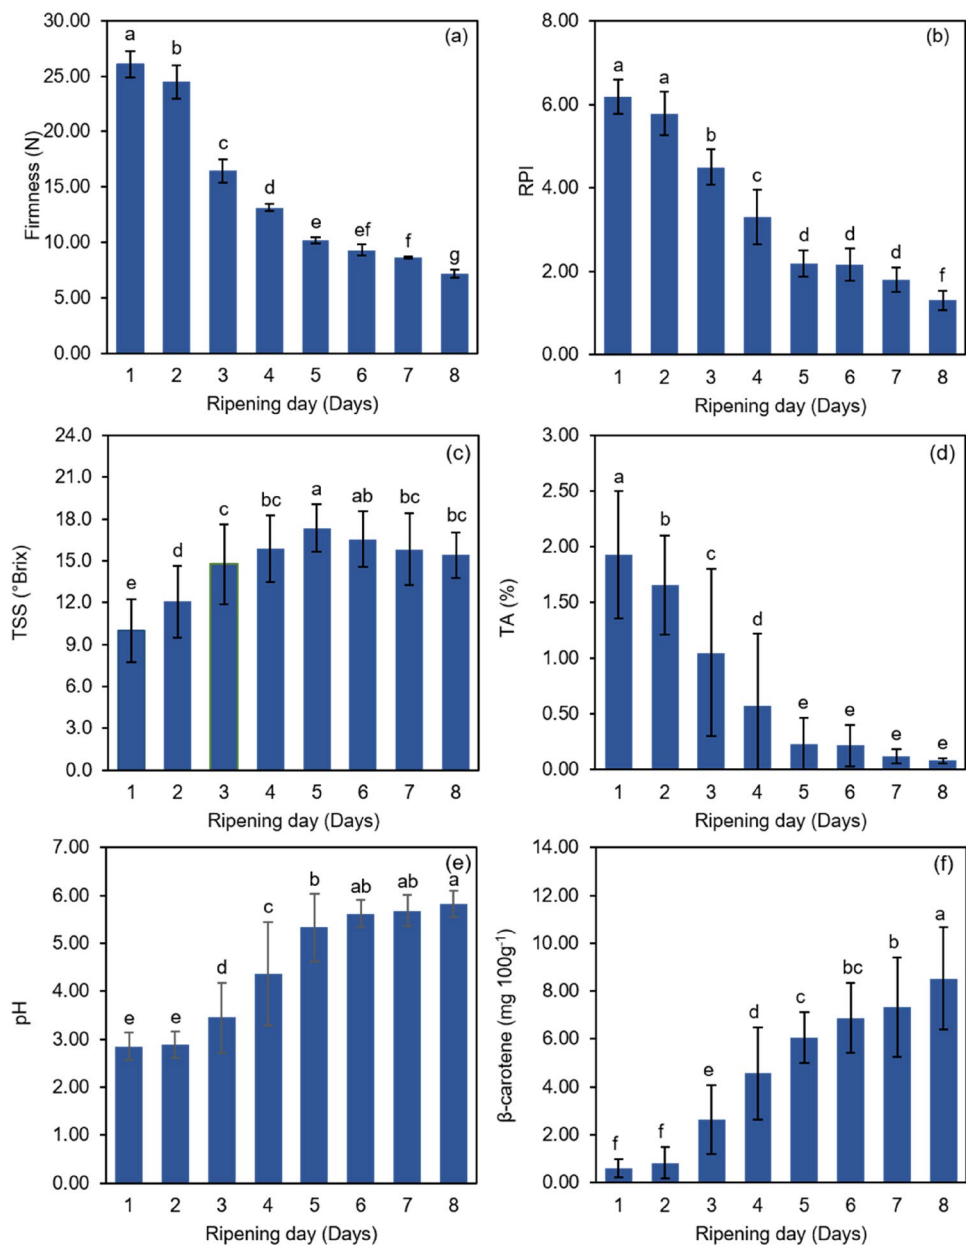 (a)
Firmness (N)
30.00
25.00
20.00
15.00
10.00
5.00
0.00
a
b
c
d
e
ef
f
g
1 2 3 4 5 6 7 8
Ripening day (Days)
(b)
RPI
8.00
6.00
4.00
2.00
0.00
a
a
b
c
d
d
d
f
1 2 3 4 5 6 7 8
Ripening day (Days)
(c)
TSS (°Brix)
24.0
21.0
18.0
15.0
12.0
9.0
6.0
3.0
0.0
e
d
c
bc
a
ab
bc
bc
1 2 3 4 5 6 7 8
Ripening day (Days)
(d)
TA (%)
3.00
2.50
2.00
1.50
1.00
0.50
0.00
a
b
c
d
e
e
e
e
1 2 3 4 5 6 7 8
Ripening day (Days)
(e)
pH
7.00
6.00
5.00
4.00
3.00
2.00
1.00
0.00
e
e
d
c
b
ab
ab
a
1 2 3 4 5 6 7 8
Ripening day (Days)
(f)
β-carotene (mg 100g⁻¹)
14.00
12.00
10.00
8.00
6.00
4.00
2.00
0.00
f
f
e
d
c
bc
b
a
1 2 3 4 5 6 7 8
Ripening day (Days)